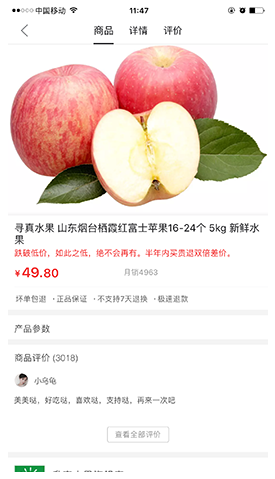 中国移动
11:47
商品 详情 评价
寻真水果 山东烟台栖霞红富士苹果16-24个 5kg 新鲜水果
跌破低价，如此之低，绝不会再有。半年内买贵退双倍差价。
¥49.80 月销4963
坏单包退 · 正品保证 · 不支持7天退换 · 极速退款
产品参数
商品评价 (3018)
小乌龟
美美哒，好吃哒，喜欢哒，支持哒，再来一次吧
查看全部评价